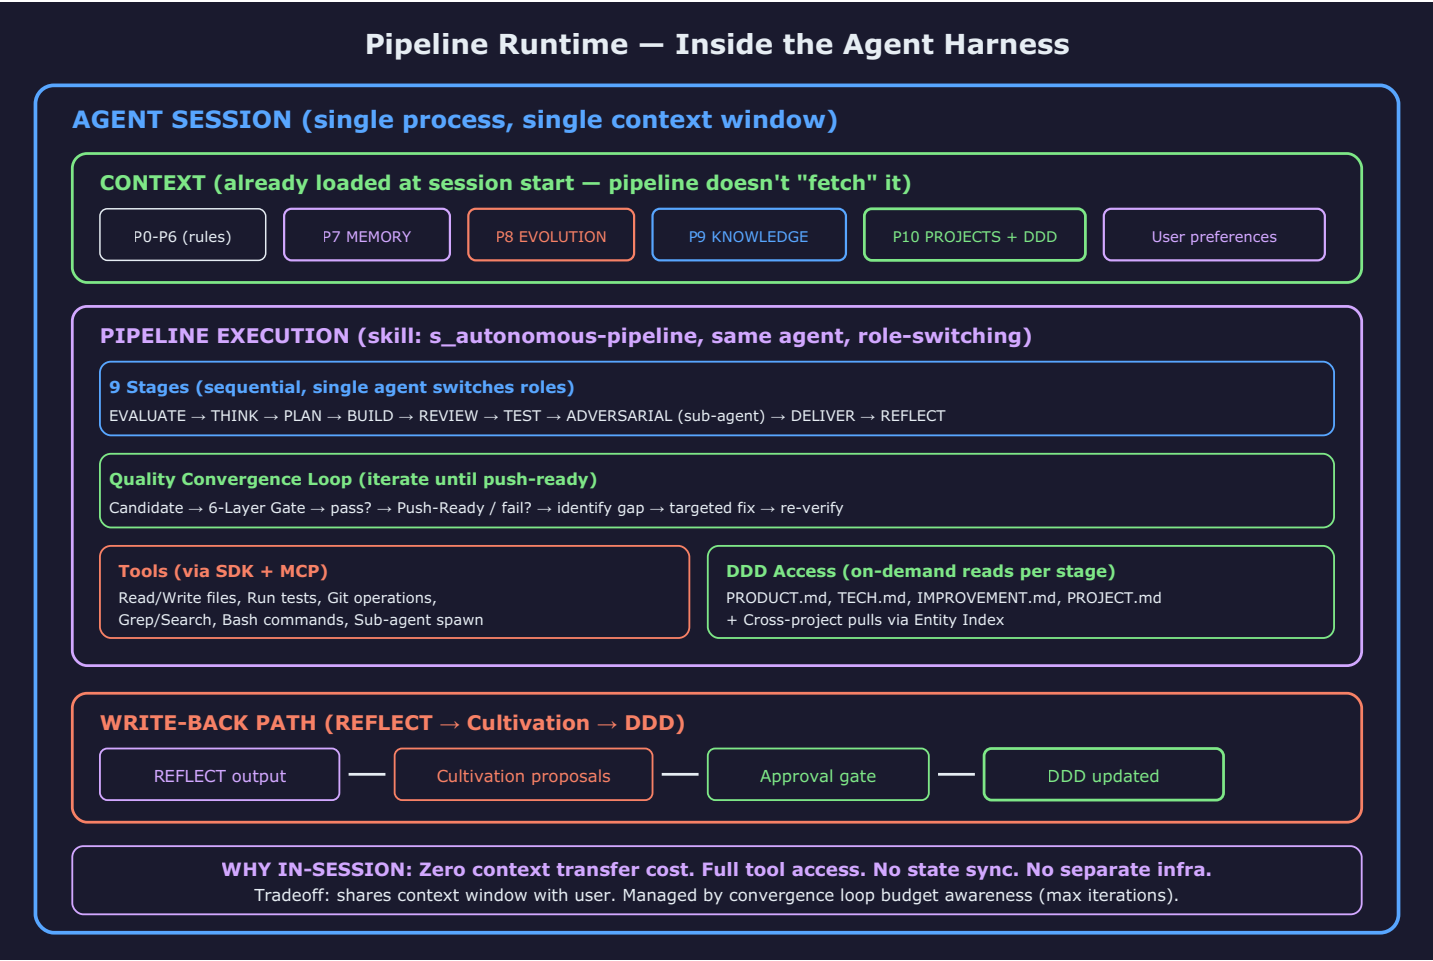 Pipeline Runtime — Inside the Agent Harness
AGENT SESSION (single process, single context window)
CONTEXT (already loaded at session start — pipeline doesn't "fetch" it)
P0-P6 (rules)
P7 MEMORY
P8 EVOLUTION
P9 KNOWLEDGE
P10 PROJECTS + DDD
User preferences
PIPELINE EXECUTION (skill: s_autonomous-pipeline, same agent, role-switching)
9 Stages (sequential, single agent switches roles)
EVALUATE → THINK → PLAN → BUILD → REVIEW → TEST → ADVERSARIAL (sub-agent) → DELIVER → REFLECT
Quality Convergence Loop (iterate until push-ready)
Candidate → 6-Layer Gate → pass? → Push-Ready / fail? → identify gap → targeted fix → re-verify
Tools (via SDK + MCP)
Read/Write files, Run tests, Git operations,
Grep/Search, Bash commands, Sub-agent spawn
DDD Access (on-demand reads per stage)
PRODUCT.md, TECH.md, IMPROVEMENT.md, PROJECT.md
+ Cross-project pulls via Entity Index
WRITE-BACK PATH (REFLECT → Cultivation → DDD)
REFLECT output
Cultivation proposals
Approval gate
DDD updated
WHY IN-SESSION: Zero context transfer cost. Full tool access. No state sync. No separate infra.
Tradeoff: shares context window with user. Managed by convergence loop budget awareness (max iterations).